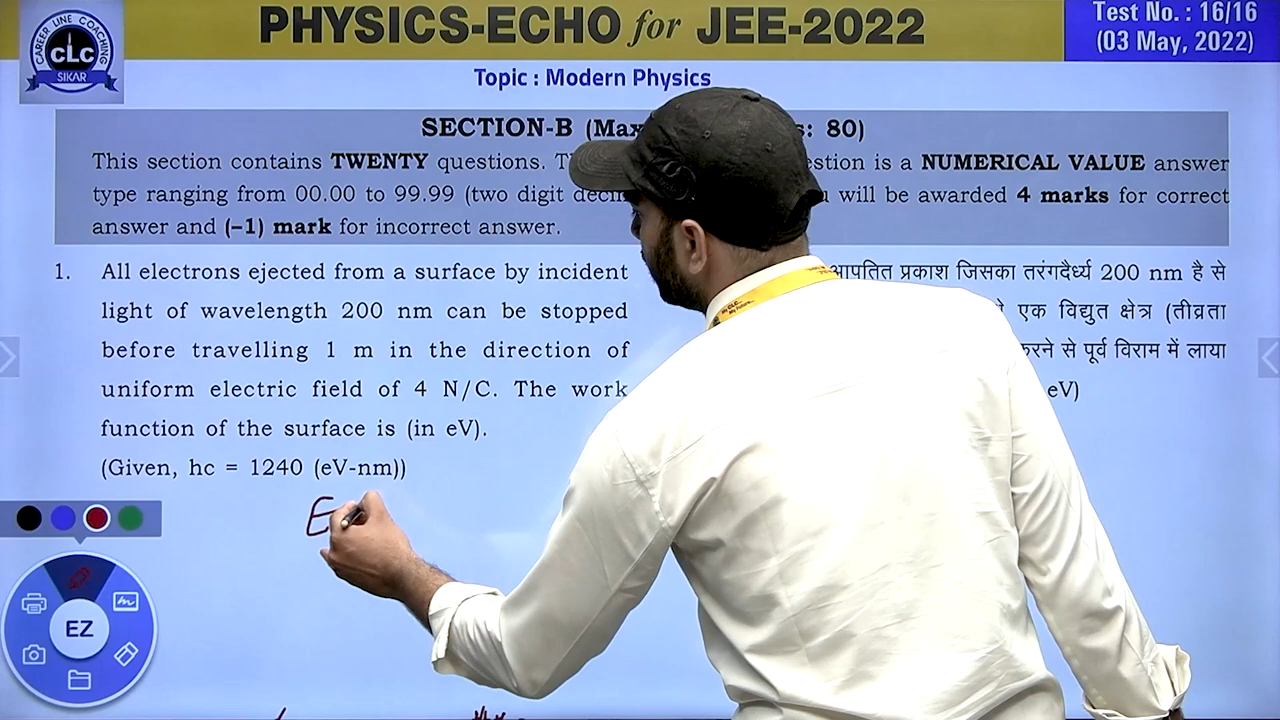 PHYSICS-ECHO for JEE-2022
Test No. : 16/16
(03 May, 2022)
CAREER LINE COACHING
CLC
SIKAR
Topic : Modern Physics
SECTION-B (Max : 80)
This section contains TWENTY questions. is a NUMERICAL VALUE answer
type ranging from 00.00 to 99.99 (two digit will be awarded 4 marks for correct
answer and (–1) mark for incorrect answer.
1. All electrons ejected from a surface by incident
light of wavelength 200 nm can be stopped
before travelling 1 m in the direction of
uniform electric field of 4 N/C. The work
function of the surface is (in eV).
(Given, hc = 1240 (eV-nm))
आपतित प्रकाश जिसका तरंगदैर्ध्य 200 nm है से
एक विद्युत क्षेत्र (तीव्रता
करने से पूर्व विराम में लाया
eV)
E
EZ